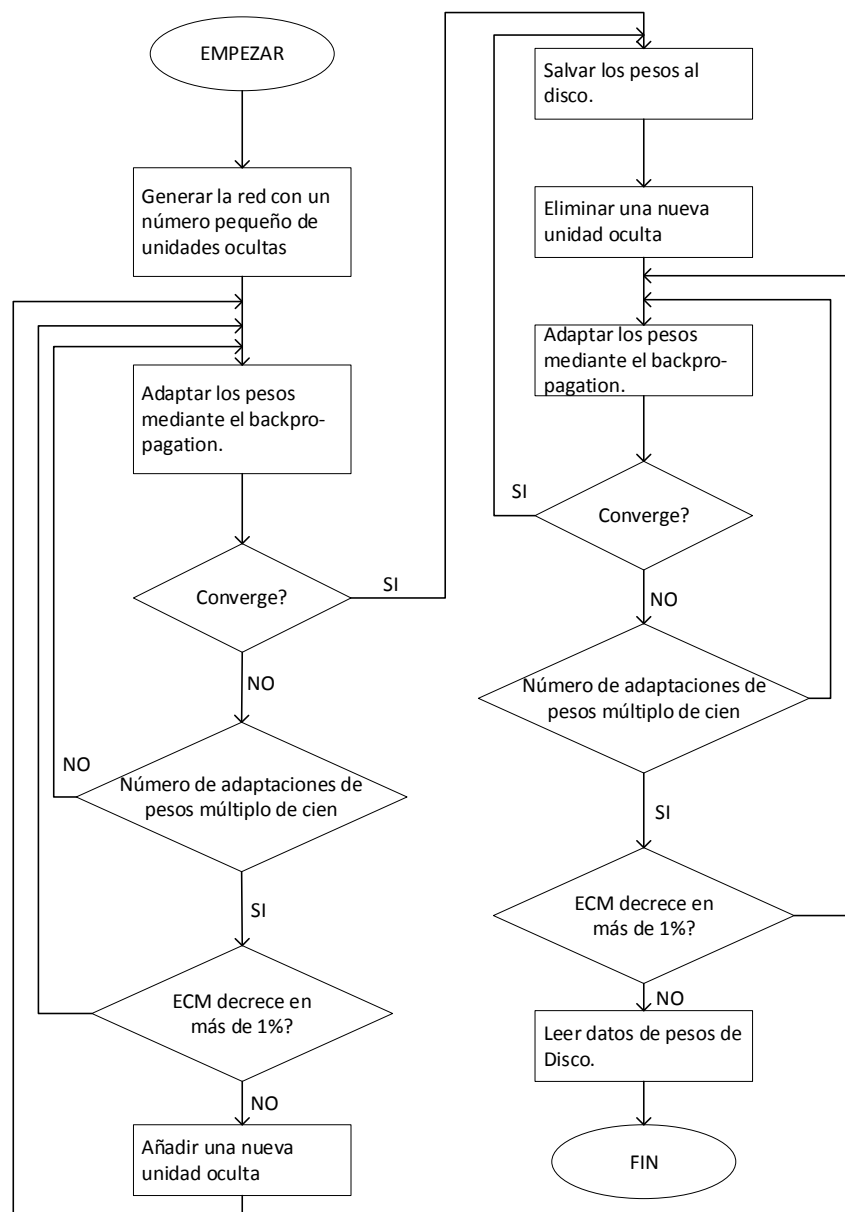 EMPEZAR
Generar la red con un
número pequeño de
unidades ocultas
Adaptar los pesos
mediante el backpro-
pagation.
Converge?
SI
NO
Número de adaptaciones de
pesos múltiplo de cien
NO
SI
ECM decrece en
más de 1%?
NO
Añadir una nueva
unidad oculta
Salvar los pesos al
disco.
Eliminar una nueva
unidad oculta
Adaptar los pesos
mediante el backpro-
pagation.
SI
Converge?
NO
Número de adaptaciones de
pesos múltiplo de cien
SI
ECM decrece en
más de 1%?
NO
Leer datos de pesos de
Disco.
FIN